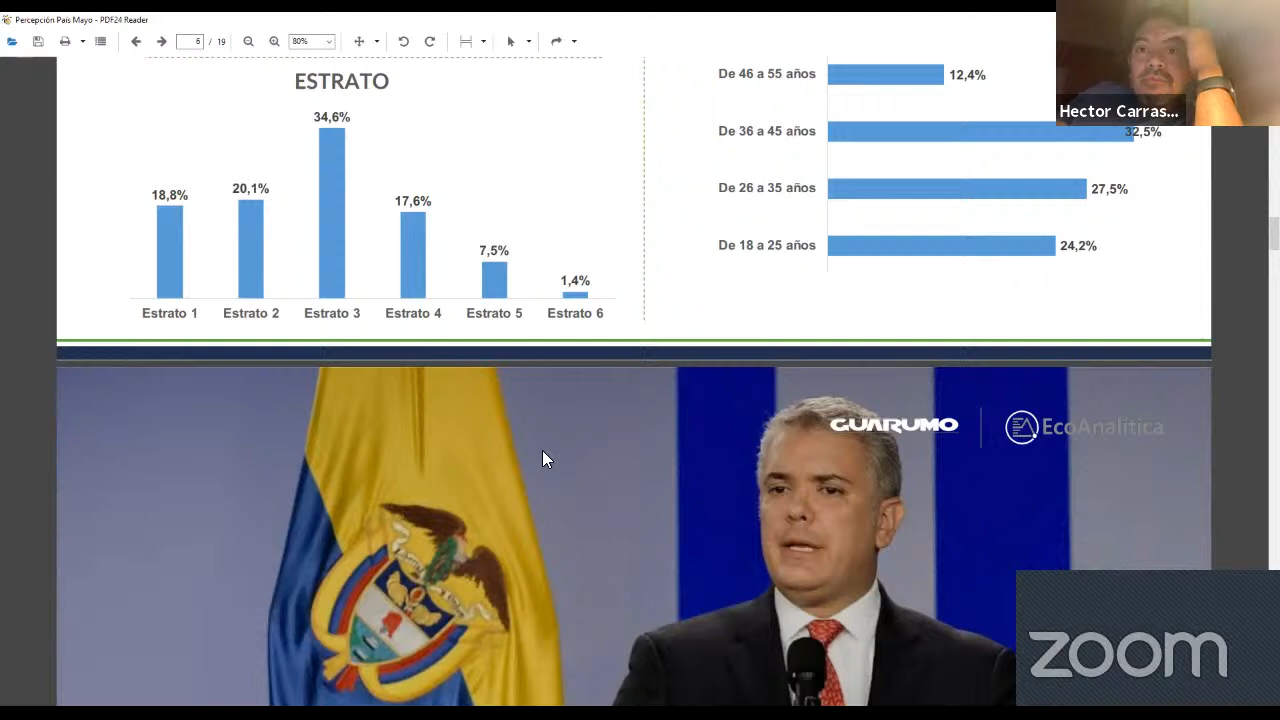 Percepción País Mayo - PDF24 Reader
6 / 19
80%
Hector Carras...
ESTRATO
18,8%
20,1%
34,6%
17,6%
7,5%
1,4%
Estrato 1
Estrato 2
Estrato 3
Estrato 4
Estrato 5
Estrato 6
De 46 a 55 años 12,4%
De 36 a 45 años 32,5%
De 26 a 35 años 27,5%
De 18 a 25 años 24,2%
GUARUMO
EcoAnalítica
zoom